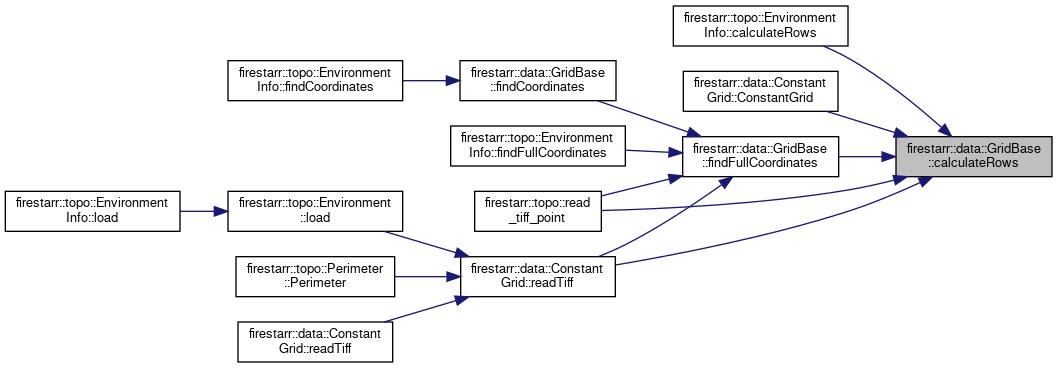 firestarr::topo::Environment
Info::calculateRows
firestarr::topo::Environment
Info::findCoordinates
firestarr::data::GridBase
::findCoordinates
firestarr::data::Constant
Grid::ConstantGrid
firestarr::topo::Environment
Info::findFullCoordinates
firestarr::data::GridBase
::findFullCoordinates
firestarr::data::GridBase
::calculateRows
firestarr::topo::Environment
Info::load
firestarr::topo::Environment
::load
firestarr::topo::read
_tiff_point
firestarr::topo::Perimeter
::Perimeter
firestarr::data::Constant
Grid::readTiff
firestarr::data::Constant
Grid::readTiff